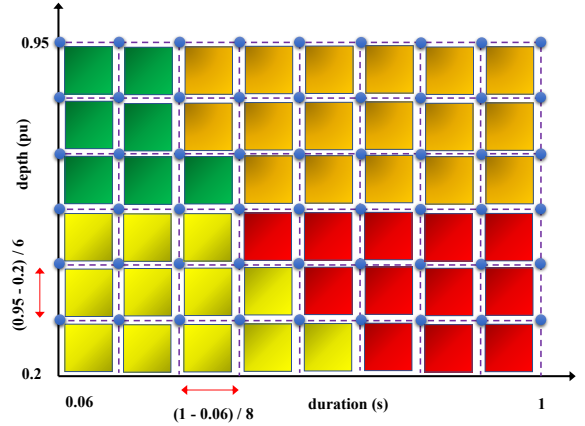 0.95
depth (pu)
(0.95 - 0.2) / 6
0.2
0.06
(1 - 0.06) / 8
duration (s)
1